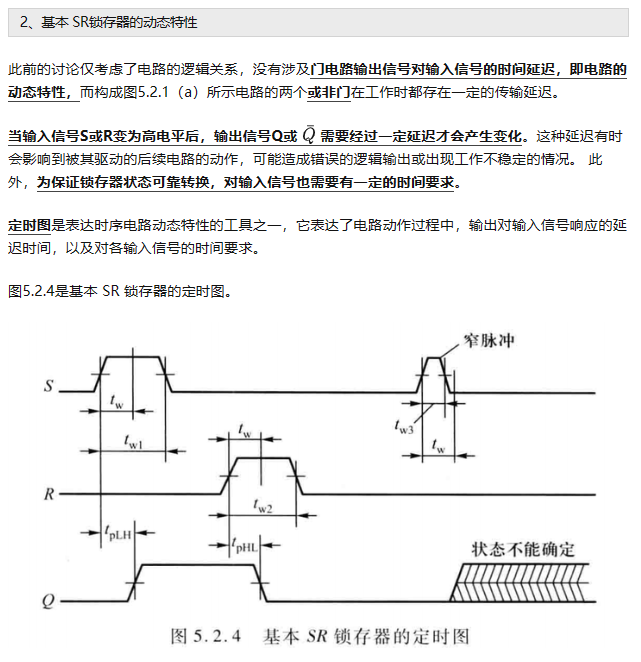 2、基本 SR锁存器的动态特性
此前的讨论仅考虑了电路的逻辑关系，没有涉及门电路输出信号对输入信号的时间延迟，即电路的
动态特性，而构成图5.2.1（a）所示电路的两个或非门在工作时都存在一定的传输延迟。
当输入信号S或R变为高电平后，输出信号Q或 Q̄ 需要经过一定延迟才会产生变化。这种延迟有时
会影响到被其驱动的后续电路的动作，可能造成错误的逻辑输出或出现工作不稳定的情况。 此
外，为保证锁存器状态可靠转换，对输入信号也需要有一定的时间要求。
定时图是表达时序电路动态特性的工具之一，它表达了电路动作过程中，输出对输入信号响应的延
迟时间，以及对各输入信号的时间要求。
图5.2.4是基本 SR 锁存器的定时图。
窄脉冲
S
tw
tw1
tw3
tw
tw
R
tw2
tpLH
tpHL
状态不能确定
Q
图 5.2.4 基本 SR 锁存器的定时图